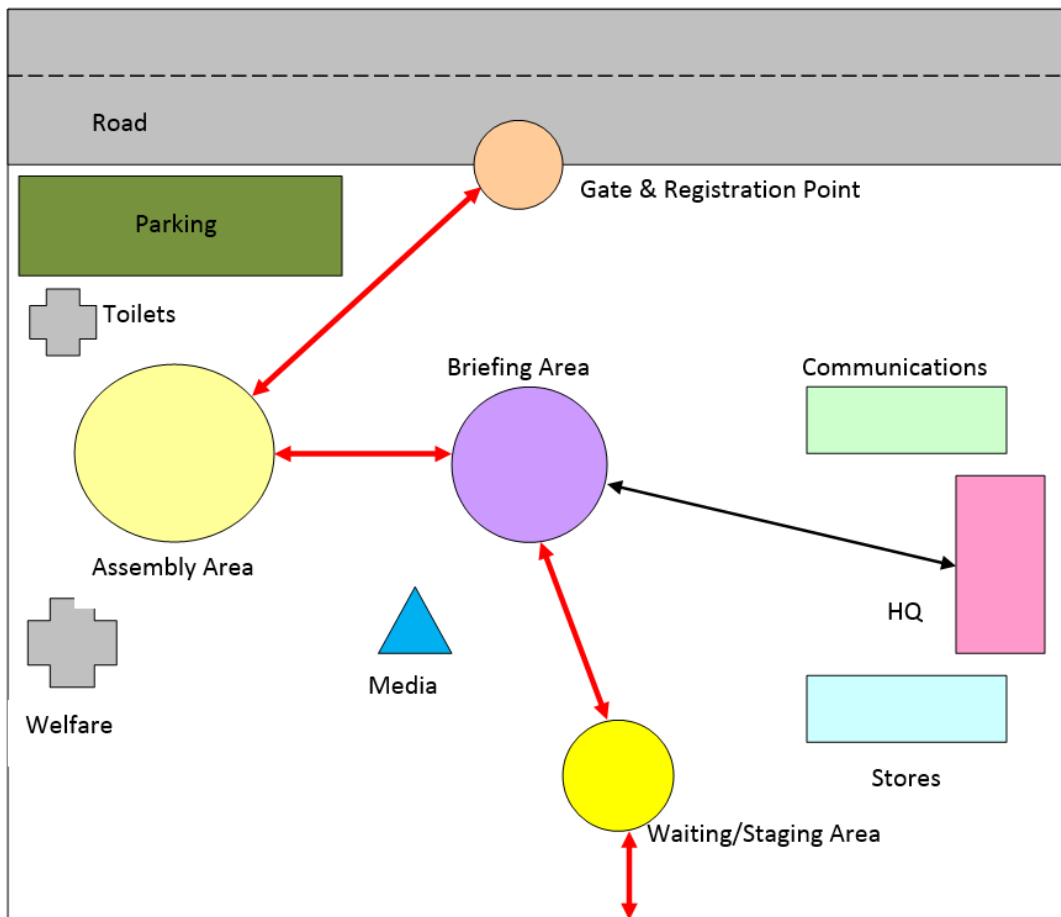 Road
Gate & Registration Point
Parking
Toilets
Briefing Area
Communications
Assembly Area
HQ
Media
Welfare
Stores
Waiting/Staging Area